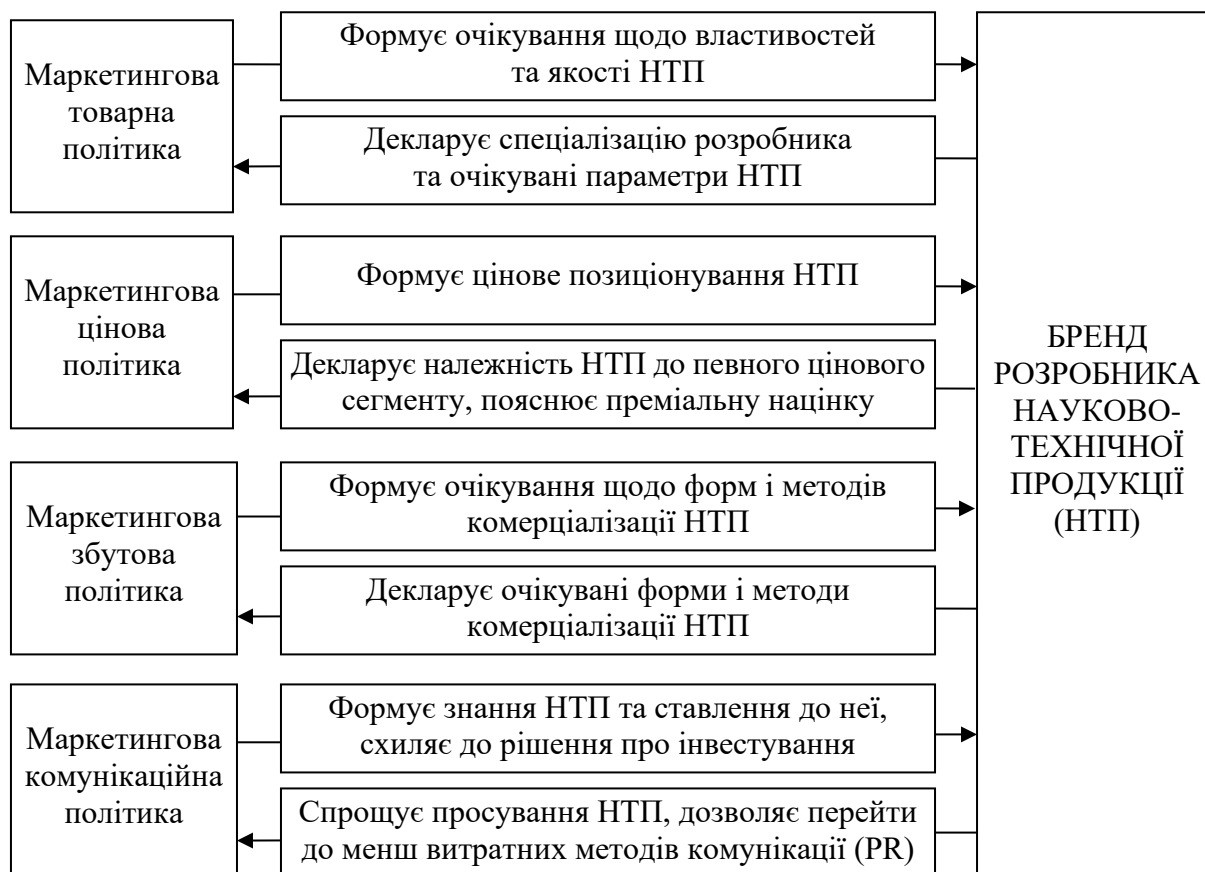 Маркетингова
товарна
політика
Формує очікування щодо властивостей
та якості НТП
Декларує спеціалізацію розробника
та очікувані параметри НТП
Маркетингова
цінова
політика
Формує цінове позиціонування НТП
Декларує належність НТП до певного цінового
сегменту, пояснює преміальну націнку
Маркетингова
збутова
політика
Формує очікування щодо форм і методів
комерціалізації НТП
Декларує очікувані форми і методи
комерціалізації НТП
Маркетингова
комунікаційна
політика
Формує знання НТП та ставлення до неї,
схиляє до рішення про інвестування
Спрощує просування НТП, дозволяє перейти
до менш витратних методів комунікації (PR)
БРЕНД
РОЗРОБНИКА
НАУКОВО-
ТЕХНІЧНОЇ
ПРОДУКЦІЇ
(НТП)